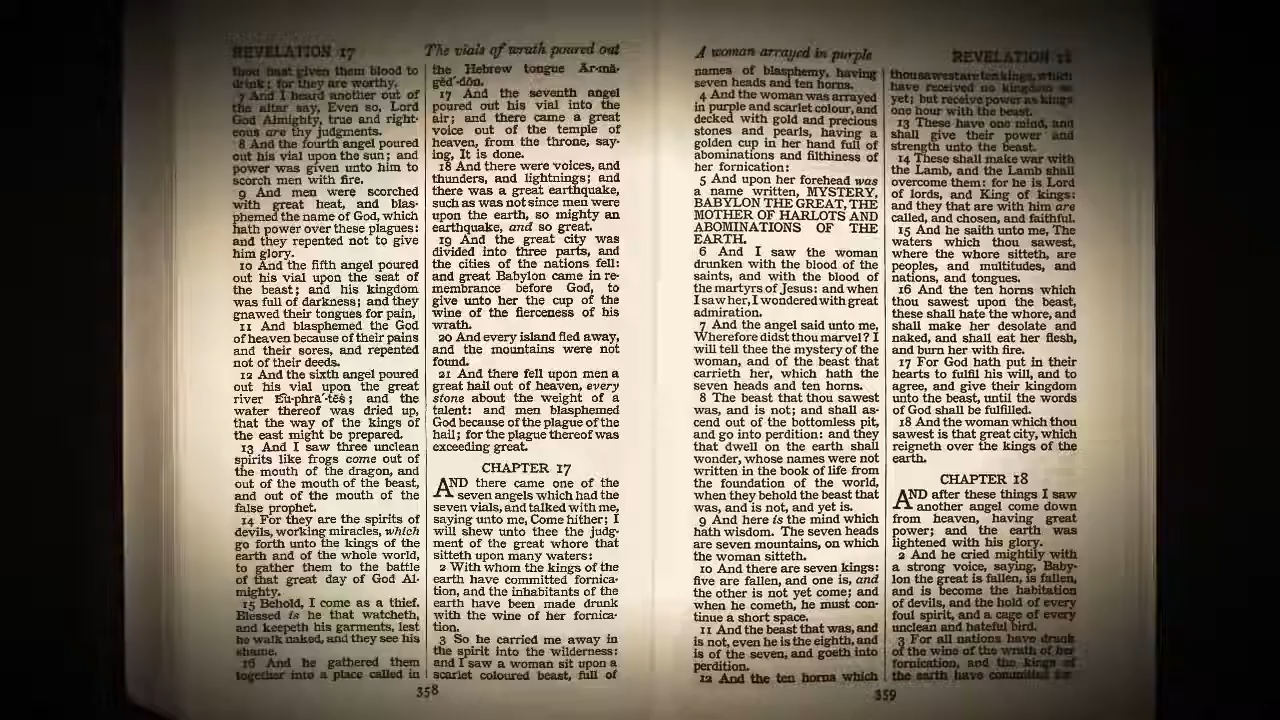 REVELATION 17
The vials of wrath poured out
thou hast given them blood to
drink; for they are worthy.
7 And I heard another out of
the altar say, Even so, Lord
God Almighty, true and right-
eous are thy judgments.
8 And the fourth angel poured
out his vial upon the sun; and
power was given unto him to
scorch men with fire.
9 And men were scorched
with great heat, and blas-
phemed the name of God, which
hath power over these plagues:
and they repented not to give
him glory.
10 And the fifth angel poured
out his vial upon the seat of
the beast; and his kingdom
was full of darkness; and they
gnawed their tongues for pain,
11 And blasphemed the God
of heaven because of their pains
and their sores, and repented
not of their deeds.
12 And the sixth angel poured
out his vial upon the great
river Eū-phrā´-tēs̤; and the
water thereof was dried up,
that the way of the kings of
the east might be prepared.
13 And I saw three unclean
spirits like frogs come out of
the mouth of the dragon, and
out of the mouth of the beast,
and out of the mouth of the
false prophet.
14 For they are the spirits of
devils, working miracles, which
go forth unto the kings of the
earth and of the whole world,
to gather them to the battle
of that great day of God Al-
mighty.
15 Behold, I come as a thief.
Blessed is he that watcheth,
and keepeth his garments, lest
he walk naked, and they see his
shame.
16 And he gathered them
together into a place called in
the Hebrew tongue Är-mă-
gĕd´-dŏn.
17 And the seventh angel
poured out his vial into the
air; and there came a great
voice out of the temple of
heaven, from the throne, say-
ing, It is done.
18 And there were voices, and
thunders, and lightnings; and
there was a great earthquake,
such as was not since men were
upon the earth, so mighty an
earthquake, and so great.
19 And the great city was
divided into three parts, and
the cities of the nations fell:
and great Babylon came in re-
membrance before God, to
give unto her the cup of the
wine of the fierceness of his
wrath.
20 And every island fled away,
and the mountains were not
found.
21 And there fell upon men a
great hail out of heaven, every
stone about the weight of a
talent: and men blasphemed
God because of the plague of the
hail; for the plague thereof was
exceeding great.
CHAPTER 17
AND there came one of the
seven angels which had the
seven vials, and talked with me,
saying unto me, Come hither; I
will shew unto thee the judg-
ment of the great whore that
sitteth upon many waters:
2 With whom the kings of the
earth have committed fornica-
tion, and the inhabitants of the
earth have been made drunk
with the wine of her fornica-
tion.
3 So he carried me away in
the spirit into the wilderness:
and I saw a woman sit upon a
scarlet coloured beast, full of
358
A woman arrayed in purple
REVELATION
names of blasphemy, having
seven heads and ten horns.
4 And the woman was arrayed
in purple and scarlet colour, and
decked with gold and precious
stones and pearls, having a
golden cup in her hand full of
abominations and filthiness of
her fornication:
5 And upon her forehead was
a name written, MYSTERY,
BABYLON THE GREAT, THE
MOTHER OF HARLOTS AND
ABOMINATIONS OF THE
EARTH.
6 And I saw the woman
drunken with the blood of the
saints, and with the blood of
the martyrs of Jesus: and when
I saw her, I wondered with great
admiration.
7 And the angel said unto me,
Wherefore didst thou marvel? I
will tell thee the mystery of the
woman, and of the beast that
carrieth her, which hath the
seven heads and ten horns.
8 The beast that thou sawest
was, and is not; and shall as-
cend out of the bottomless pit,
and go into perdition: and they
that dwell on the earth shall
wonder, whose names were not
written in the book of life from
the foundation of the world,
when they behold the beast that
was, and is not, and yet is.
9 And here is the mind which
hath wisdom. The seven heads
are seven mountains, on which
the woman sitteth.
10 And there are seven kings:
five are fallen, and one is, and
the other is not yet come; and
when he cometh, he must con-
tinue a short space.
11 And the beast that was, and
is not, even he is the eighth, and
is of the seven, and goeth into
perdition.
12 And the ten horns which
thou sawest are ten kings, which
have received no kingdom as
yet; but receive power as kings
one hour with the beast.
13 These have one mind, and
shall give their power and
strength unto the beast.
14 These shall make war with
the Lamb, and the Lamb shall
overcome them: for he is Lord
of lords, and King of kings:
and they that are with him are
called, and chosen, and faithful.
15 And he saith unto me, The
waters which thou sawest,
where the whore sitteth, are
peoples, and multitudes, and
nations, and tongues.
16 And the ten horns which
thou sawest upon the beast,
these shall hate the whore, and
shall make her desolate and
naked, and shall eat her flesh,
and burn her with fire.
17 For God hath put in their
hearts to fulfil his will, and to
agree, and give their kingdom
unto the beast, until the words
of God shall be fulfilled.
18 And the woman which thou
sawest is that great city, which
reigneth over the kings of the
earth.
CHAPTER 18
AND after these things I saw
another angel come down
from heaven, having great
power; and the earth was
lightened with his glory.
2 And he cried mightily with
a strong voice, saying, Baby-
lon the great is fallen, is fallen,
and is become the habitation
of devils, and the hold of every
foul spirit, and a cage of every
unclean and hateful bird.
3 For all nations have drunk
of the wine of the wrath of her
fornication, and the kings of
the earth have committed
359